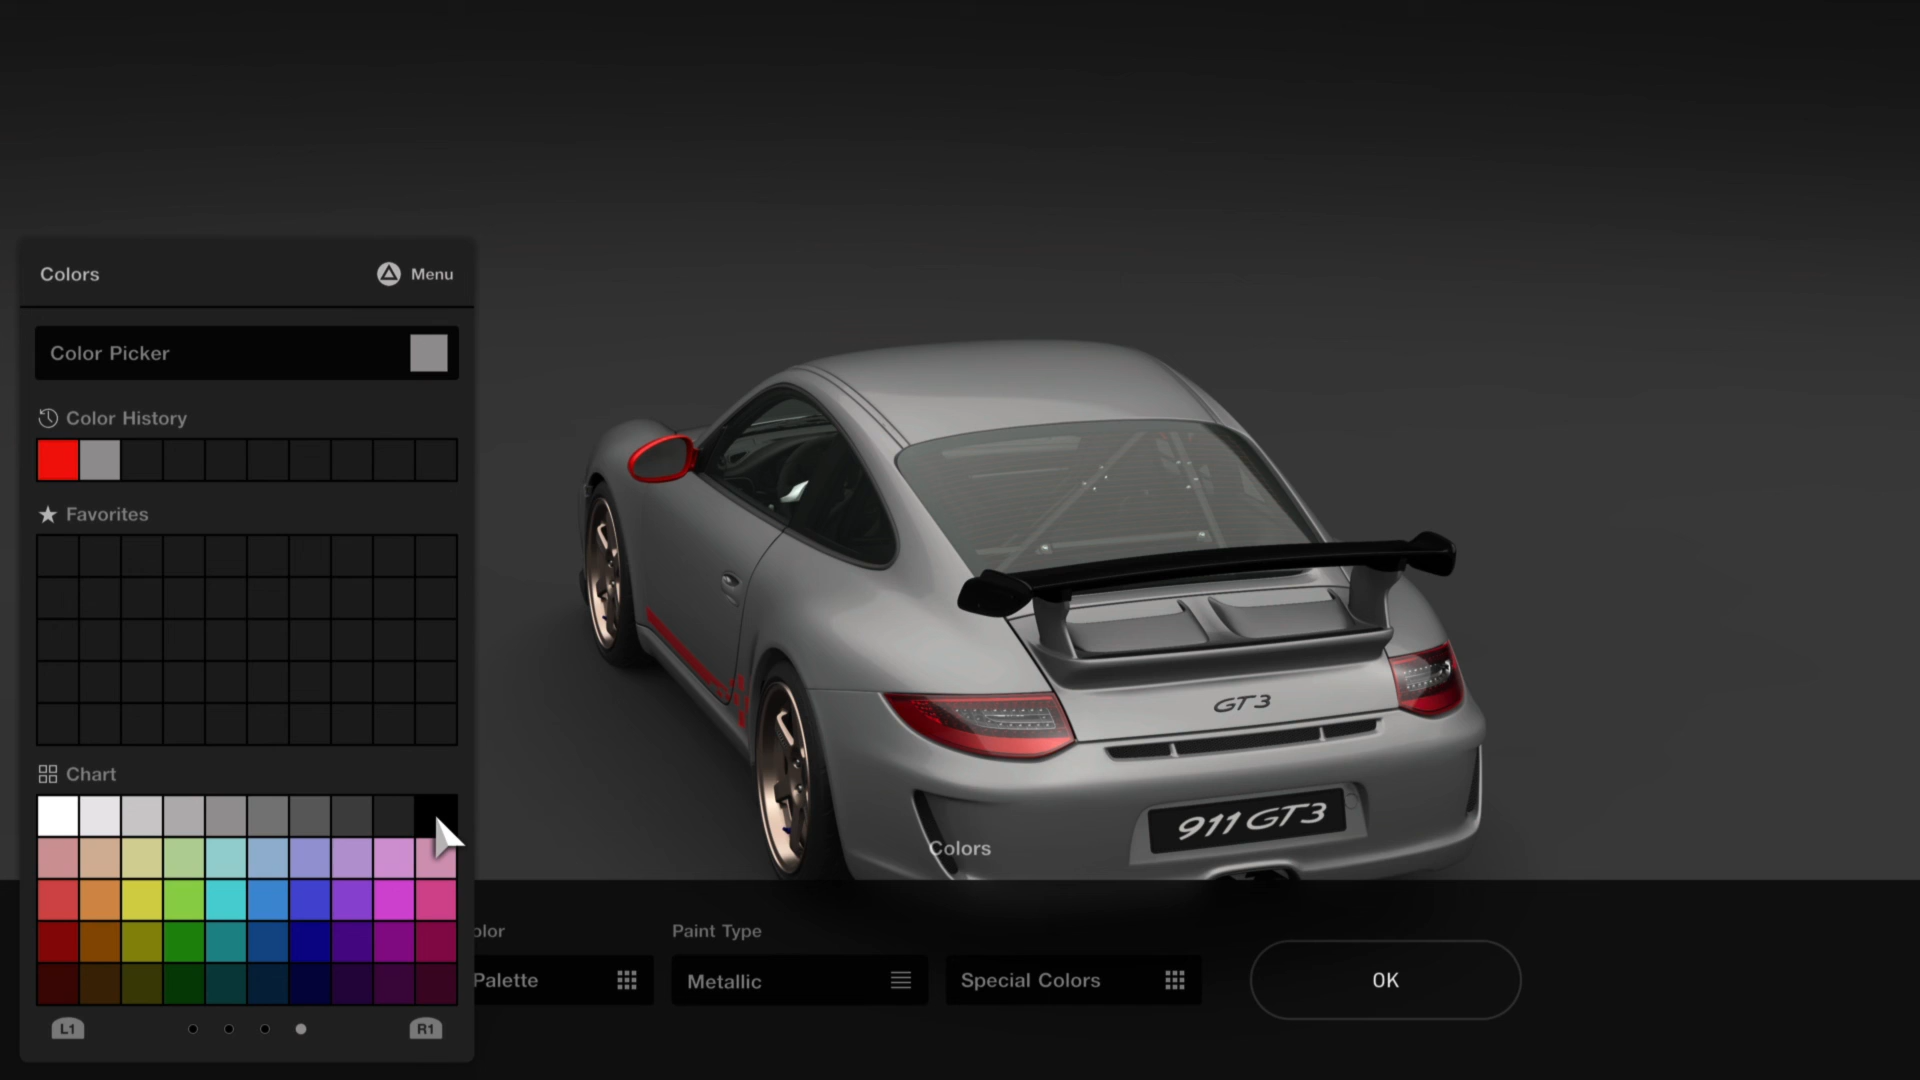 Colors
Menu
Color Picker
Color History
Favorites
Chart
L1
R1
GT3
911 GT3
Colors
olor
Palette
Paint Type
Metallic
Special Colors
OK